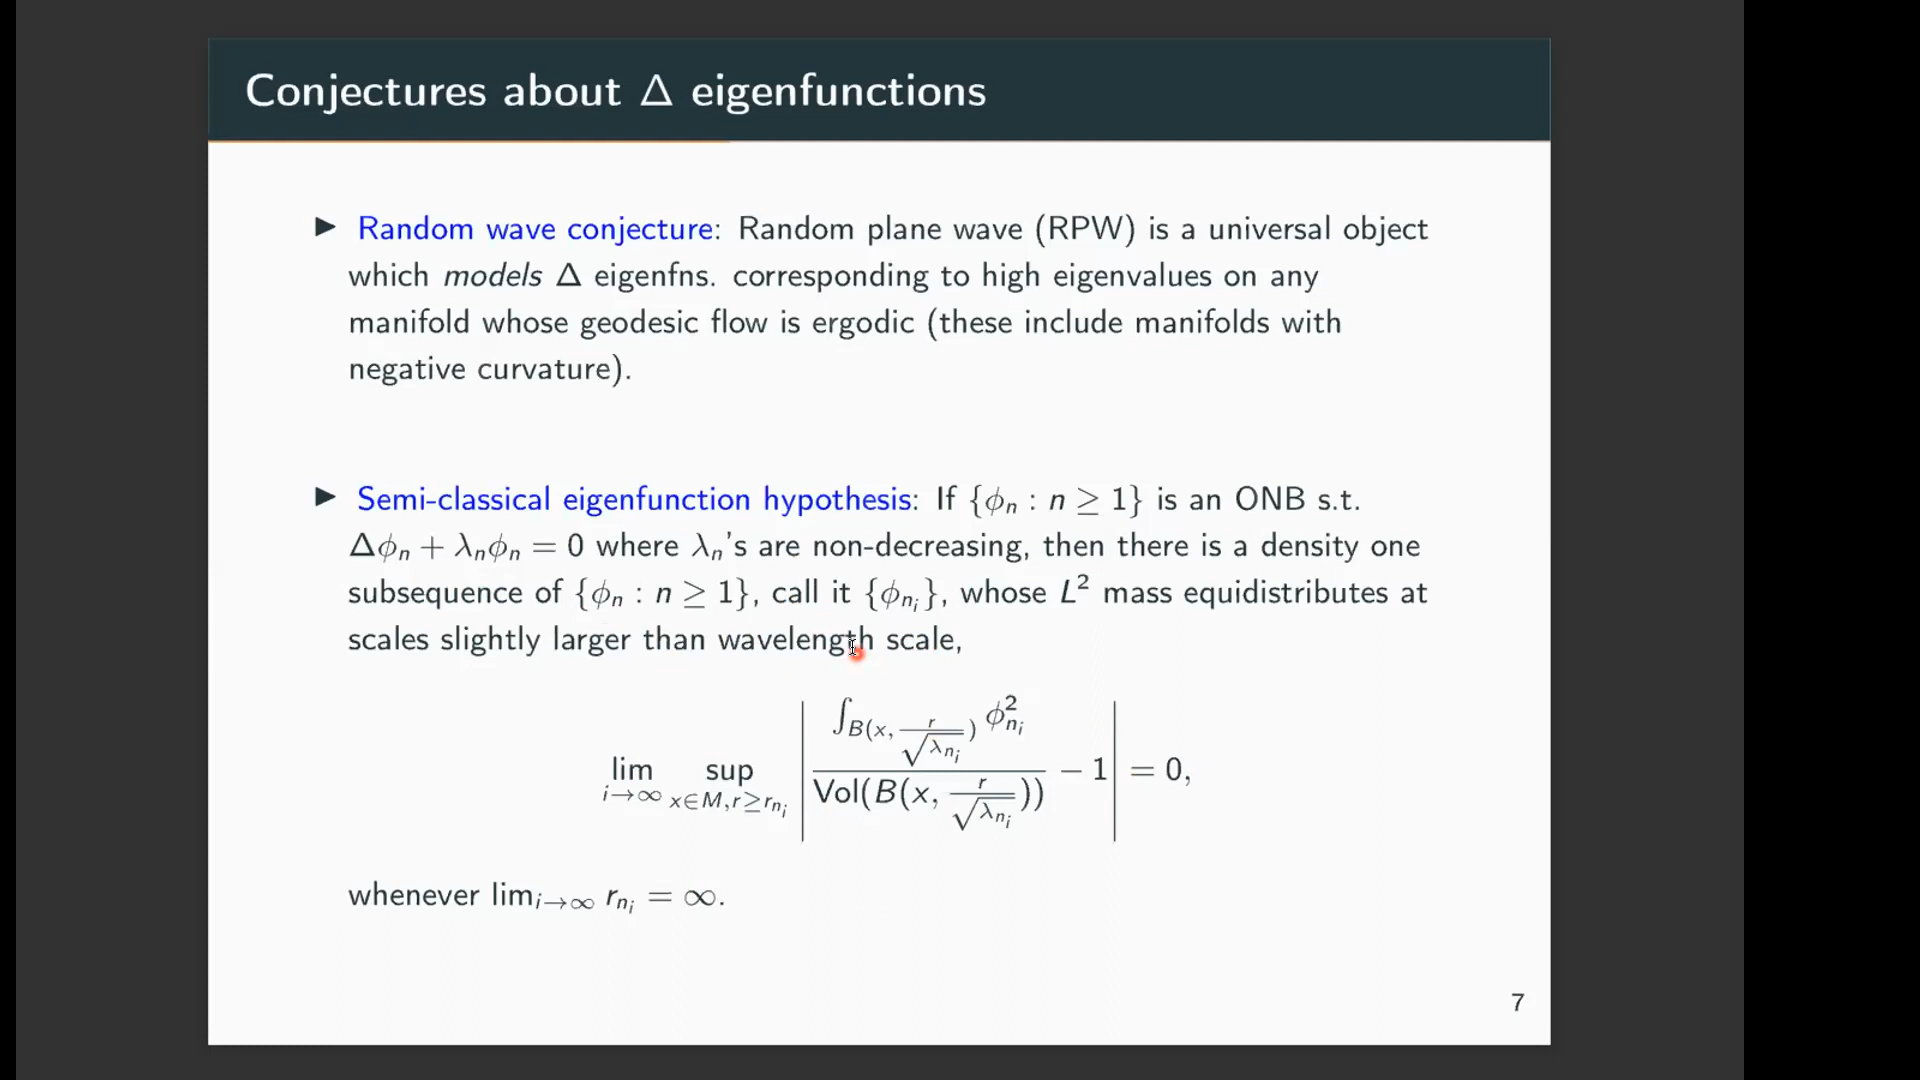 Conjectures about Δ eigenfunctions
▶ Random wave conjecture: Random plane wave (RPW) is a universal object
which models Δ eigenfns. corresponding to high eigenvalues on any
manifold whose geodesic flow is ergodic (these include manifolds with
negative curvature).
▶ Semi-classical eigenfunction hypothesis: If {ϕ_n : n ≥ 1} is an ONB s.t.
Δϕ_n + λ_nϕ_n = 0 where λ_n's are non-decreasing, then there is a density one
subsequence of {ϕ_n : n ≥ 1}, call it {ϕ_{n_i}}, whose L^2 mass equidistributes at
scales slightly larger than wavelength scale,
lim_{i→∞} sup_{x∈M, r≥r_{n_i}} | ∫_{B(x, r/√λ_{n_i})} ϕ^2_{n_i} / Vol(B(x, r/√λ_{n_i})) − 1 | = 0,
whenever lim_{i→∞} r_{n_i} = ∞.
7